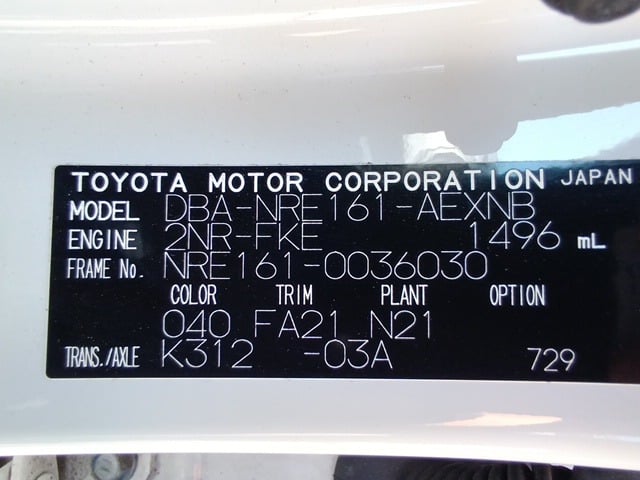 TOYOTA MOTOR CORPORATION JAPAN
MODEL DBA-NRE161-AEXNB
ENGINE 2NR-FKE 1496 mL
FRAME No. NRE161-0036030
COLOR TRIM PLANT OPTION
040 FA21 N21
TRANS./AXLE K312 -03A 729